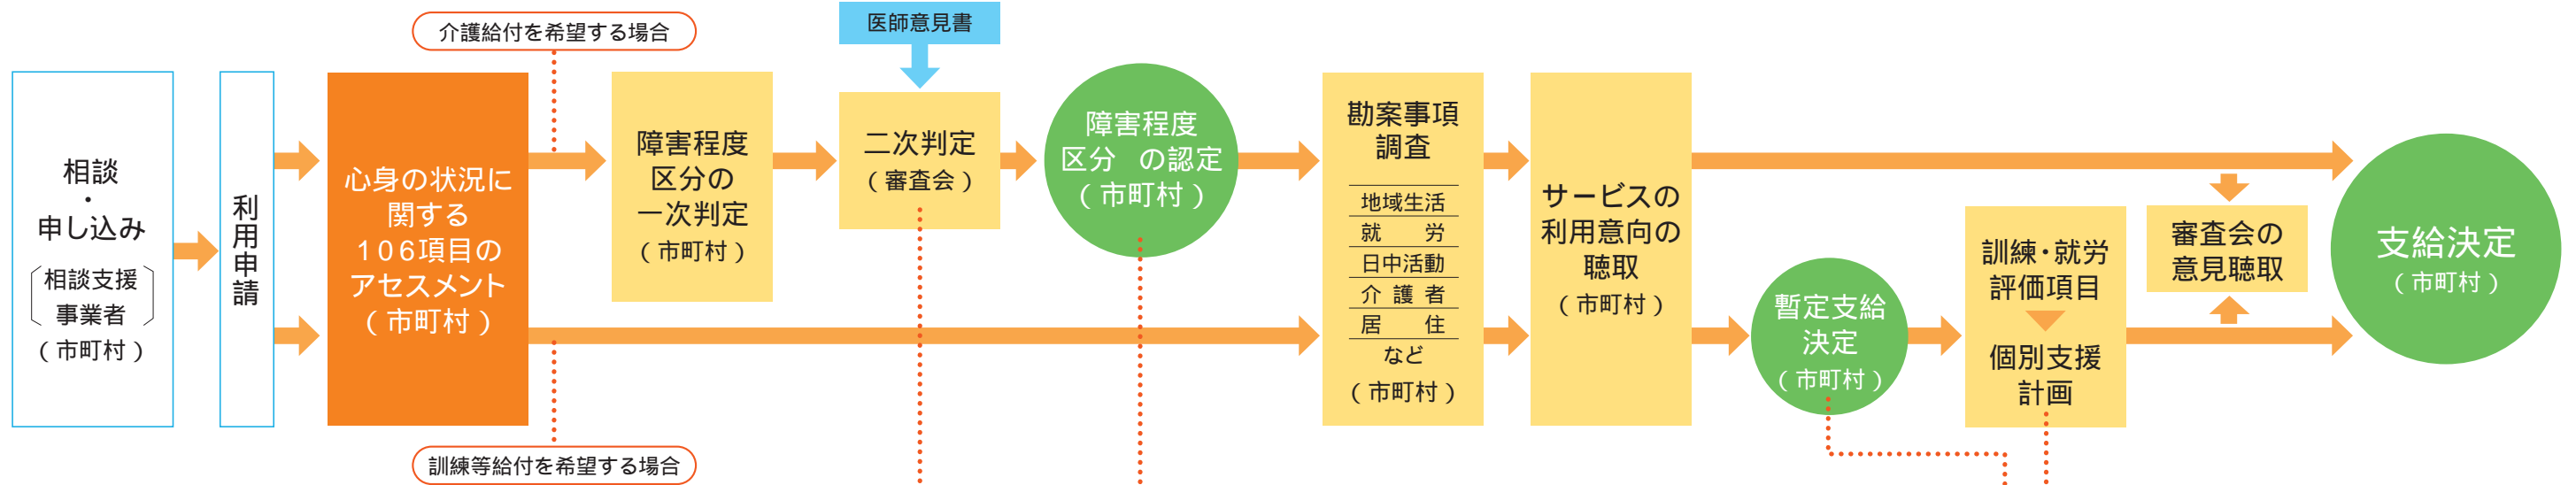 相談
・
申し込み
相談支援
事業者
(市町村)
利用申請
心身の状況に
関する
106項目の
アセスメント
(市町村)
介護給付を希望する場合
訓練等給付を希望する場合
障害程度
区分の
一次判定
(市町村)
医師意見書
二次判定
(審査会)
障害程度
区分 の認定
(市町村)
勘案事項
調査
地域生活
就 労
日中活動
介 護 者
居 住
など
(市町村)
サービスの
利用意向の
聴取
(市町村)
暫定支給
決定
(市町村)
訓練・就労
評価項目
個別支援
計画
審査会の
意見聴取
支給決定
(市町村)